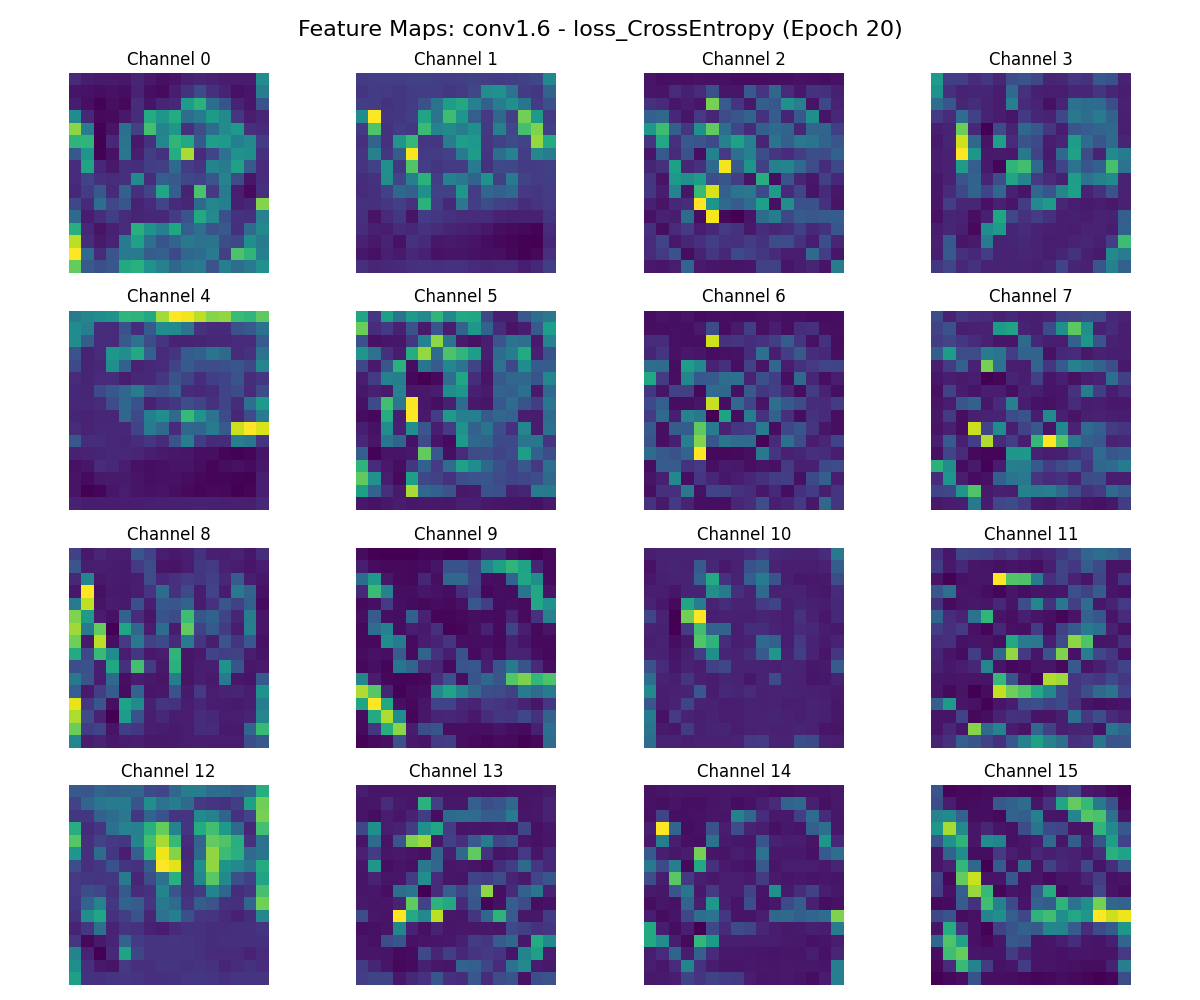 Feature Maps: conv1.6 - loss_CrossEntropy (Epoch 20)
Channel 0
Channel 1
Channel 2
Channel 3
Channel 4
Channel 5
Channel 6
Channel 7
Channel 8
Channel 9
Channel 10
Channel 11
Channel 12
Channel 13
Channel 14
Channel 15